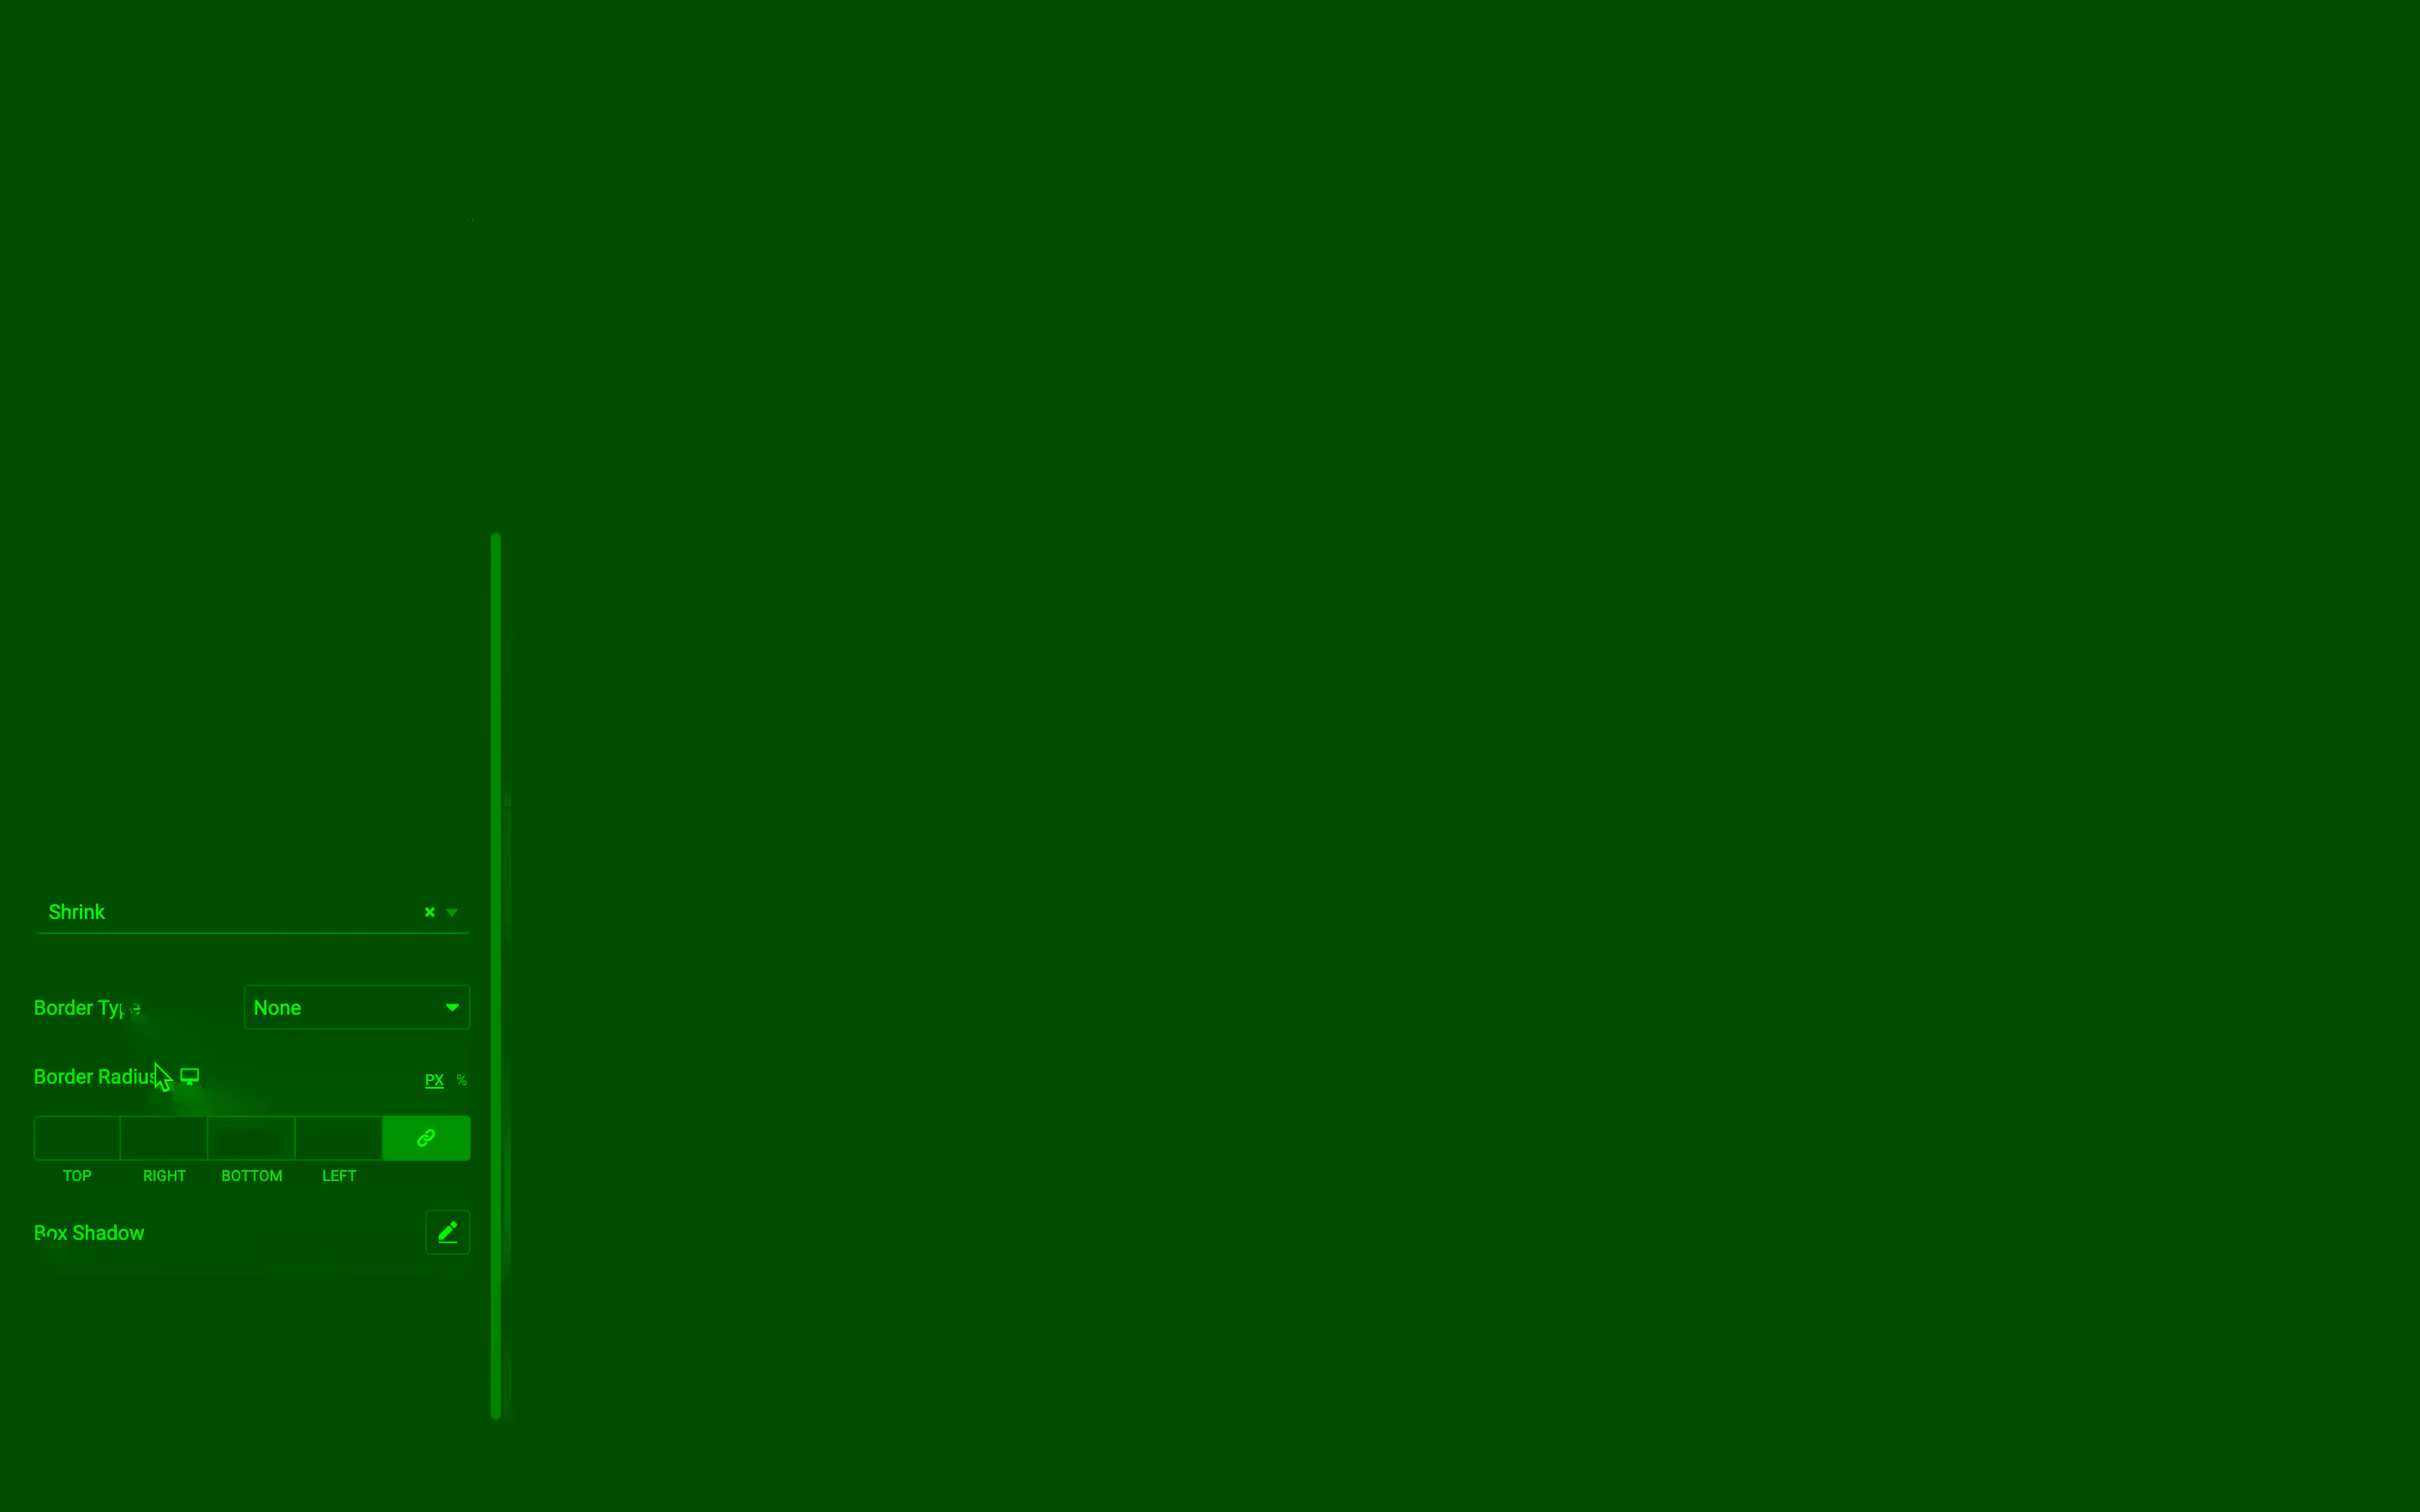 Shrink
Border Type None
Border Radius PX %
TOP RIGHT BOTTOM LEFT
Box Shadow